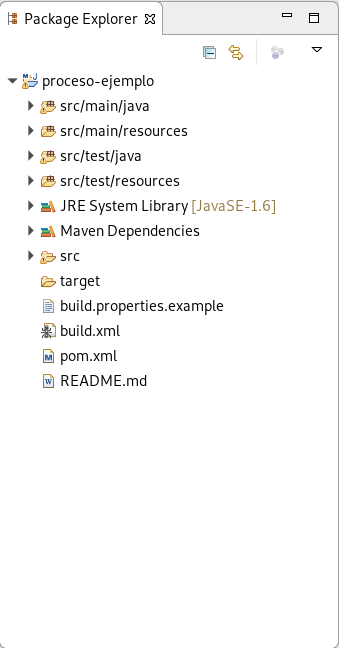 Package Explorer
proceso-ejemplo
src/main/java
src/main/resources
src/test/java
src/test/resources
JRE System Library [JavaSE-1.6]
Maven Dependencies
src
target
build.properties.example
build.xml
pom.xml
README.md